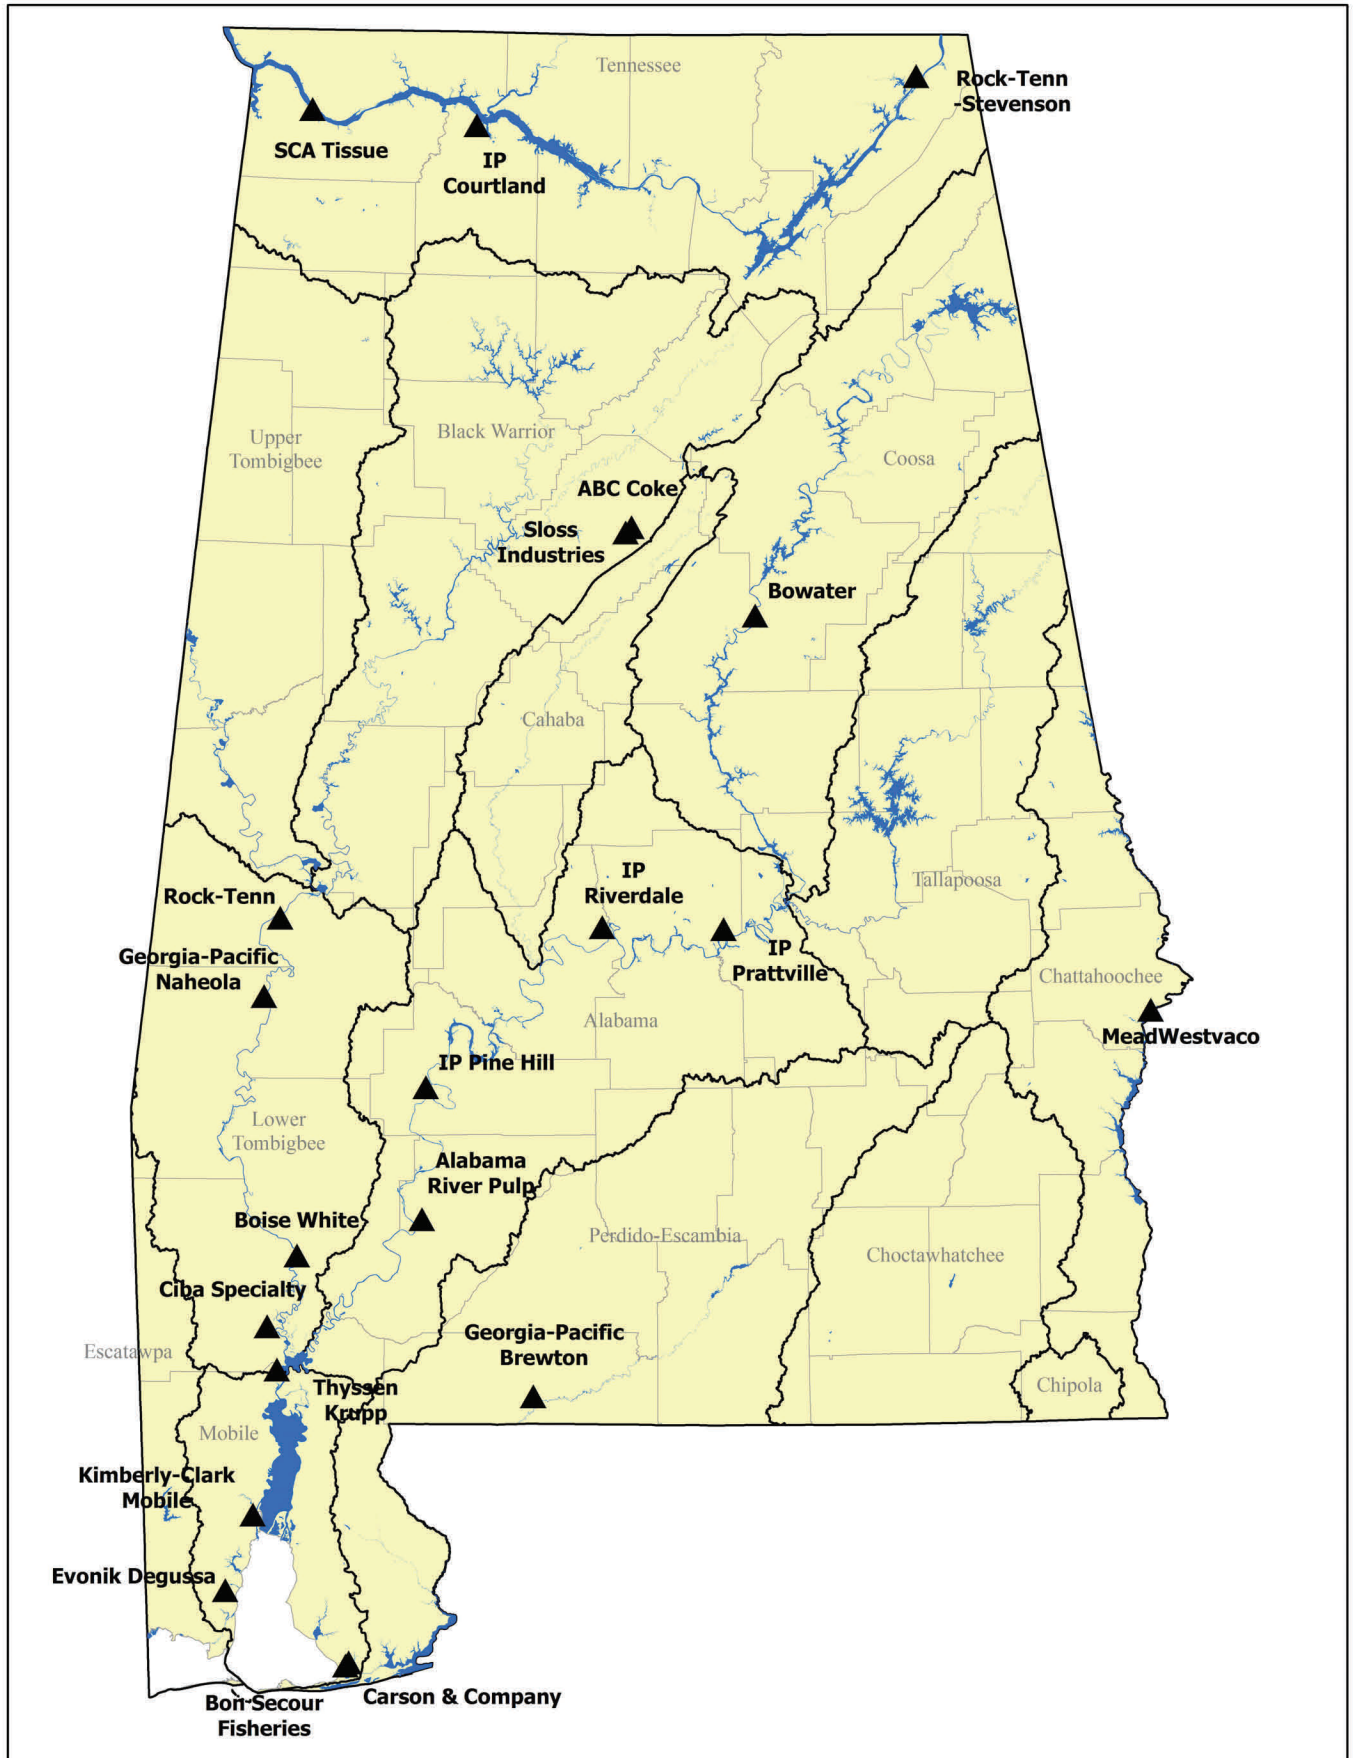 Tennessee
Rock-Tenn
-Stevenson
SCA Tissue
IP
Courtland
Upper
Tombigbee
Black Warrior
Coosa
ABC Coke
Sloss
Industries
Bowater
Cahaba
IP
Riverdale
Tallapoosa
Rock-Tenn
Georgia-Pacific
Naheola
IP
Prattville
Chattahoochee
Alabama
MeadWestvaco
IP Pine Hill
Lower
Tombigbee
Alabama
River Pulp
Boise White
Perdido-Escambia
Choctawhatchee
Ciba Specialty
Escatawpa
Georgia-Pacific
Brewton
Thyssen
Krupp
Chipola
Mobile
Kimberly-Clark
Mobile
Evonik Degussa
Bon Secour
Fisheries
Carson & Company